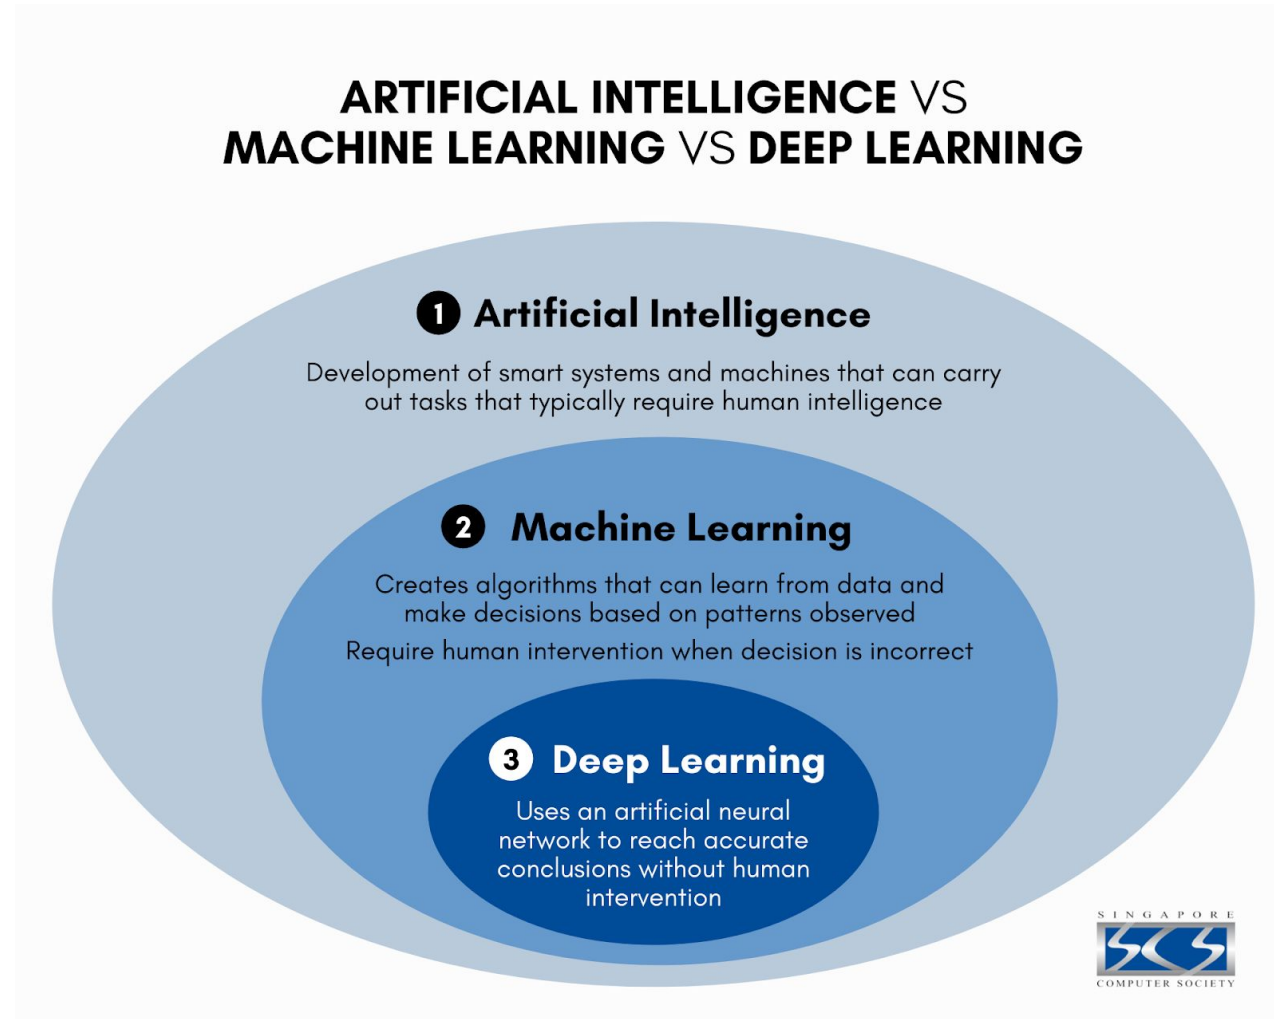 ARTIFICIAL INTELLIGENCE VS
MACHINE LEARNING VS DEEP LEARNING
1 Artificial Intelligence
Development of smart systems and machines that can carry
out tasks that typically require human intelligence
2 Machine Learning
Creates algorithms that can learn from data and
make decisions based on patterns observed
Require human intervention when decision is incorrect
3 Deep Learning
Uses an artificial neural
network to reach accurate
conclusions without human
intervention
SINGAPORE
SCS
COMPUTER SOCIETY